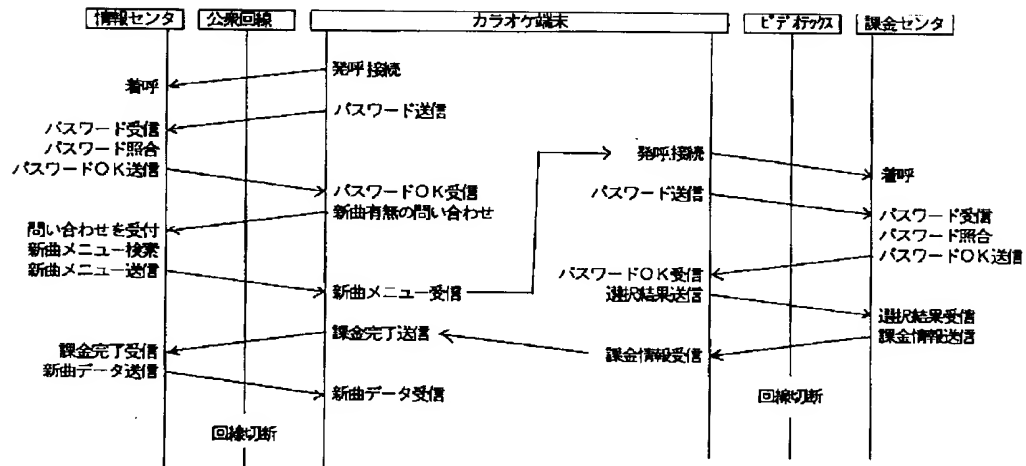 情報センタ 公衆回線 カラオケ端末 ビデオテックス 課金センタ
発呼接続
着呼
パスワード送信
パスワード受信
パスワード照合
パスワードOK送信
パスワードOK受信
新曲有無の問い合わせ
問い合わせを受付
新曲メニュー検索
新曲メニュー送信
新曲メニュー受信
発呼接続
着呼
パスワード送信
パスワード受信
パスワード照合
パスワードOK送信
パスワードOK受信
選択結果送信
選択結果受信
課金情報送信
課金情報受信
課金完了送信
課金完了受信
新曲データ送信
新曲データ受信
回線切断
回線切断